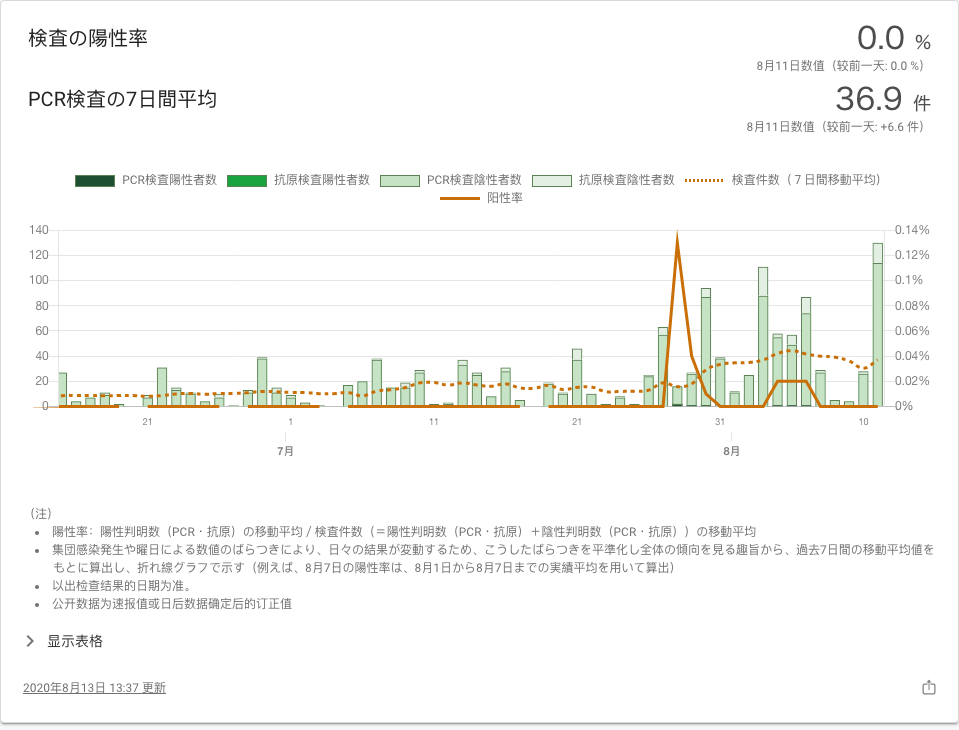 検査の陽性率
0.0 %
8月11日数值（较前一天: 0.0 %）
PCR検査の7日間平均
36.9 件
8月11日数值（较前一天: +6.6 件）
PCR検査陽性者数 抗原検査陽性者数 PCR検査陰性者数 抗原検査陰性者数 検査件数（７日間移動平均）
阳性率
140 0.14%
120 0.12%
100 0.1%
80 0.08%
60 0.06%
40 0.04%
20 0.02%
0 0%
21 1 11 21 31 10
7月 8月
（注）
• 陽性率：陽性判明数（PCR・抗原）の移動平均 / 検査件数（＝陽性判明数（PCR・抗原）＋陰性判明数（PCR・抗原））の移動平均
• 集団感染発生や曜日による数値のばらつきにより、日々の結果が変動するため、こうしたばらつきを平準化し全体の傾向を見る趣旨から、過去7日間の移動平均値を
もとに算出し、折れ線グラフで示す（例えば、8月7日の陽性率は、8月1日から8月7日までの実績平均を用いて算出）
• 以出检查结果的日期为准。
• 公开数据为速报值或日后数据确定后的订正值
显示表格
2020年8月13日 13:37 更新